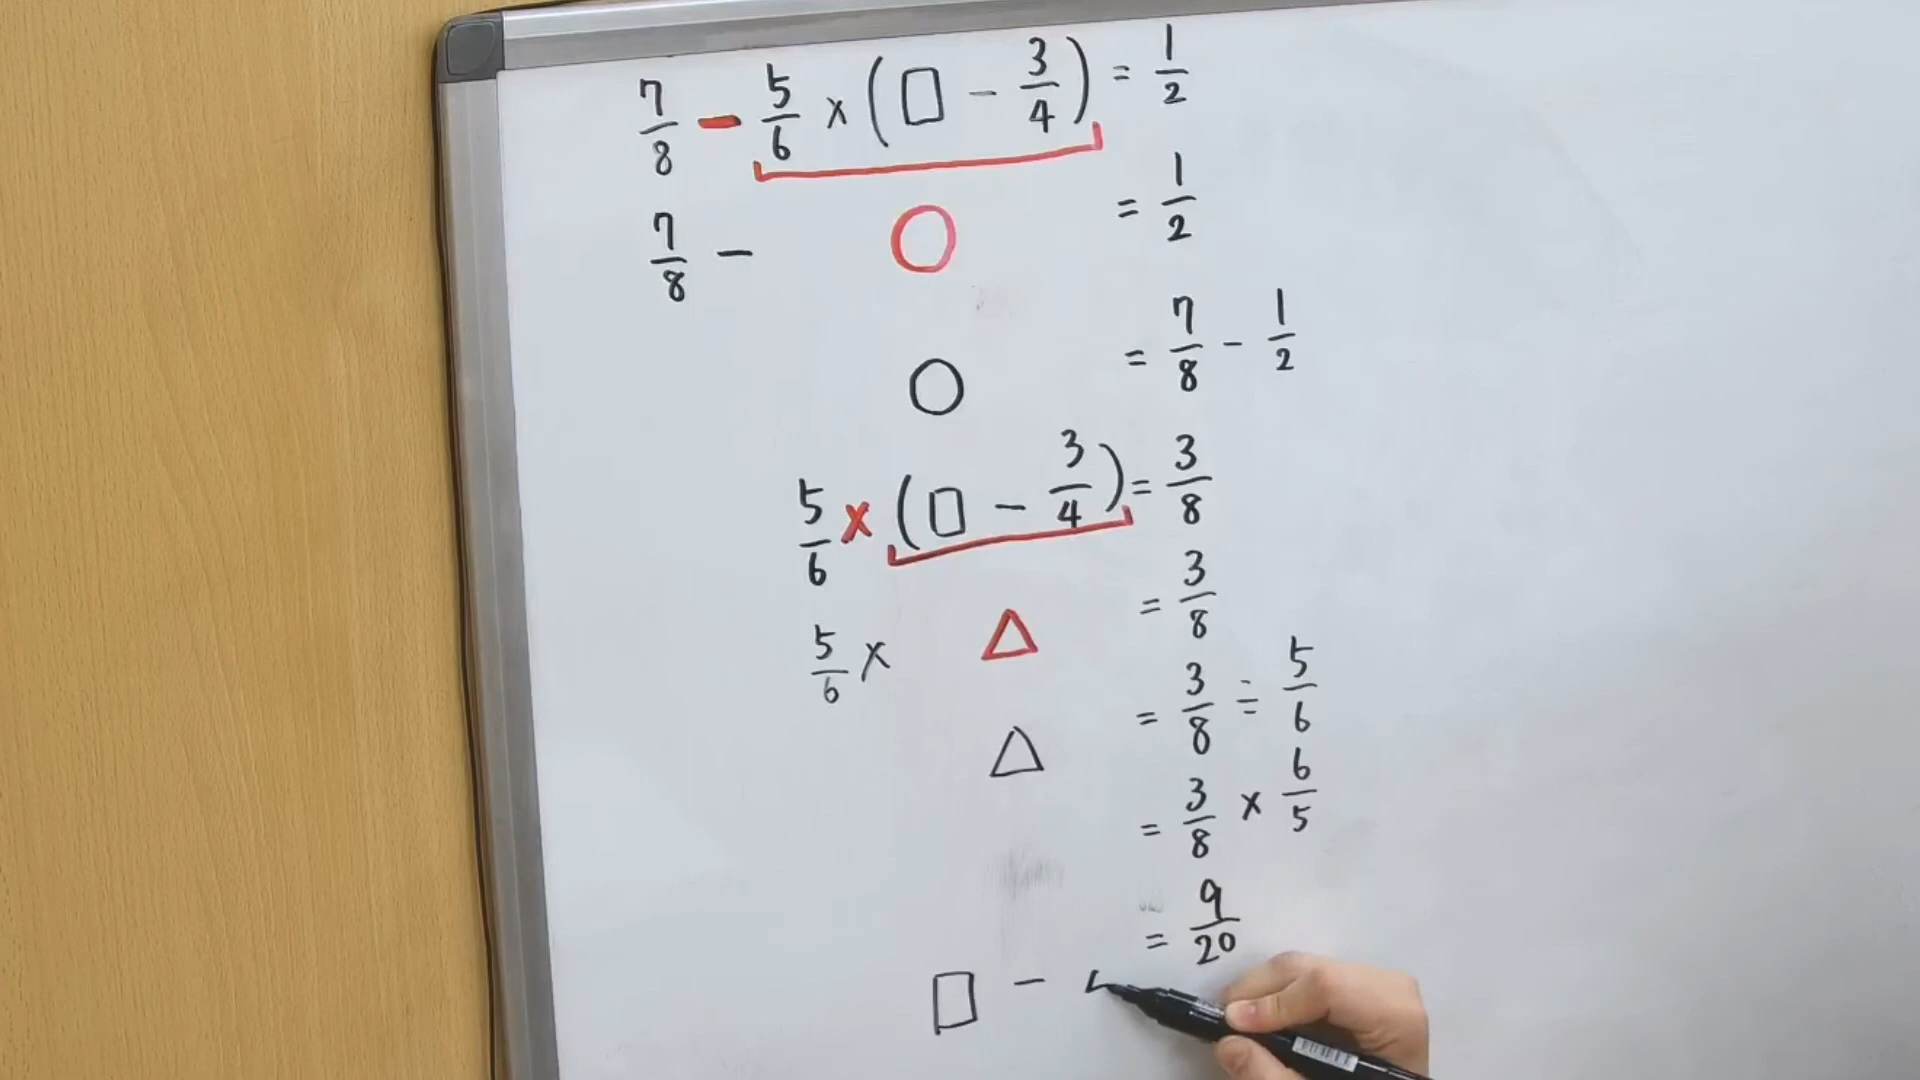 7/8 - 5/6 × (□ - 3/4) = 1/2
7/8 - ○ = 1/2
○ = 7/8 - 1/2
5/6 × (□ - 3/4) = 3/8
5/6 × △ = 3/8
△ = 3/8 ÷ 5/6
= 3/8 × 6/5
= 9/20
□ -